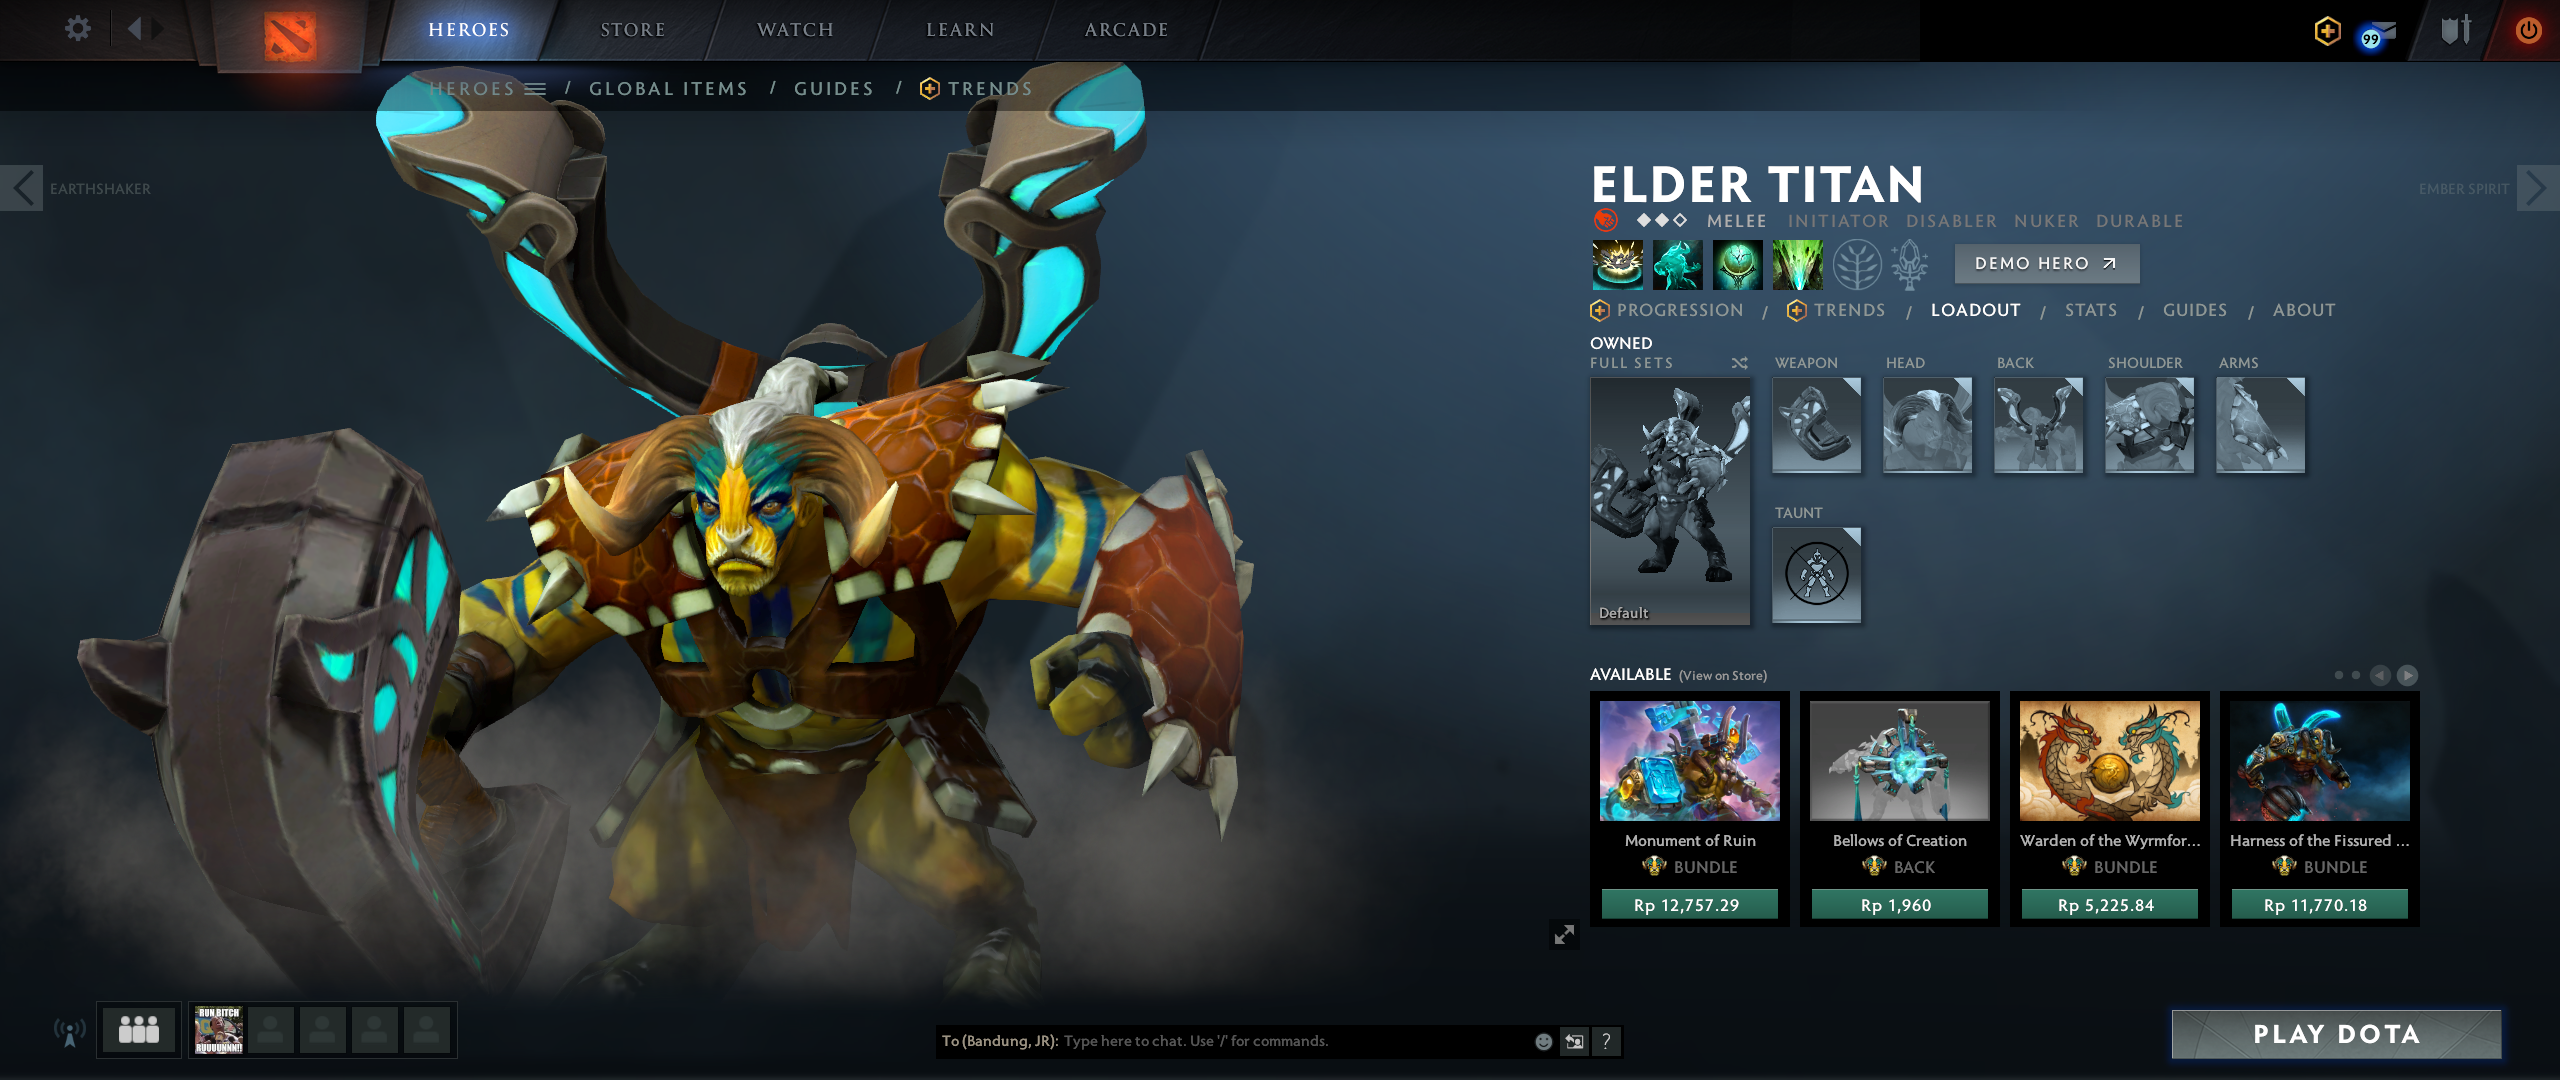 HEROES STORE WATCH LEARN ARCADE
99
HEROES / GLOBAL ITEMS / GUIDES / TRENDS
EARTHSHAKER
EMBER SPIRIT
ELDER TITAN
MELEE INITIATOR DISABLER NUKER DURABLE
DEMO HERO
PROGRESSION / TRENDS / LOADOUT / STATS / GUIDES / ABOUT
OWNED
FULL SETS WEAPON HEAD BACK SHOULDER ARMS
TAUNT
Default
AVAILABLE (View on Store)
Monument of Ruin
BUNDLE
Rp 12,757.29
Bellows of Creation
BACK
Rp 1,960
Warden of the Wyrmfor...
BUNDLE
Rp 5,225.84
Harness of the Fissured ...
BUNDLE
Rp 11,770.18
RUN BITCH
RUUUUNNN!!
To (Bandung, JR): Type here to chat. Use '/' for commands.
?
PLAY DOTA